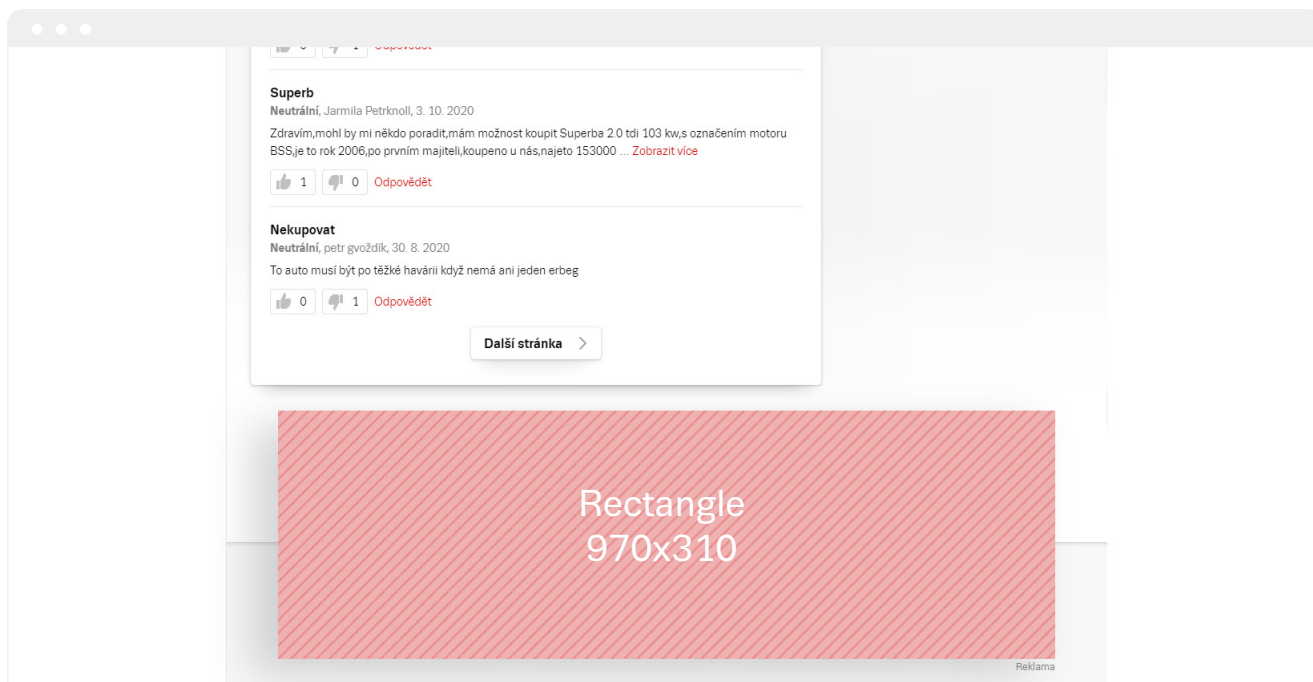 0 1 Odpovědět
Superb
Neutrální, Jarmila Petrknoll, 3. 10. 2020
Zdravím,mohl by mi někdo poradit,mám možnost koupit Superba 2.0 tdi 103 kw,s označením motoru
BSS,je to rok 2006,po prvním majiteli,koupeno u nás,najeto 153000 ... Zobrazit více
1 0 Odpovědět
Nekupovat
Neutrální, petr gvoždík, 30. 8. 2020
To auto musí být po těžké havárii když nemá ani jeden erbeg
0 1 Odpovědět
Další stránka
Rectangle
970x310
Reklama